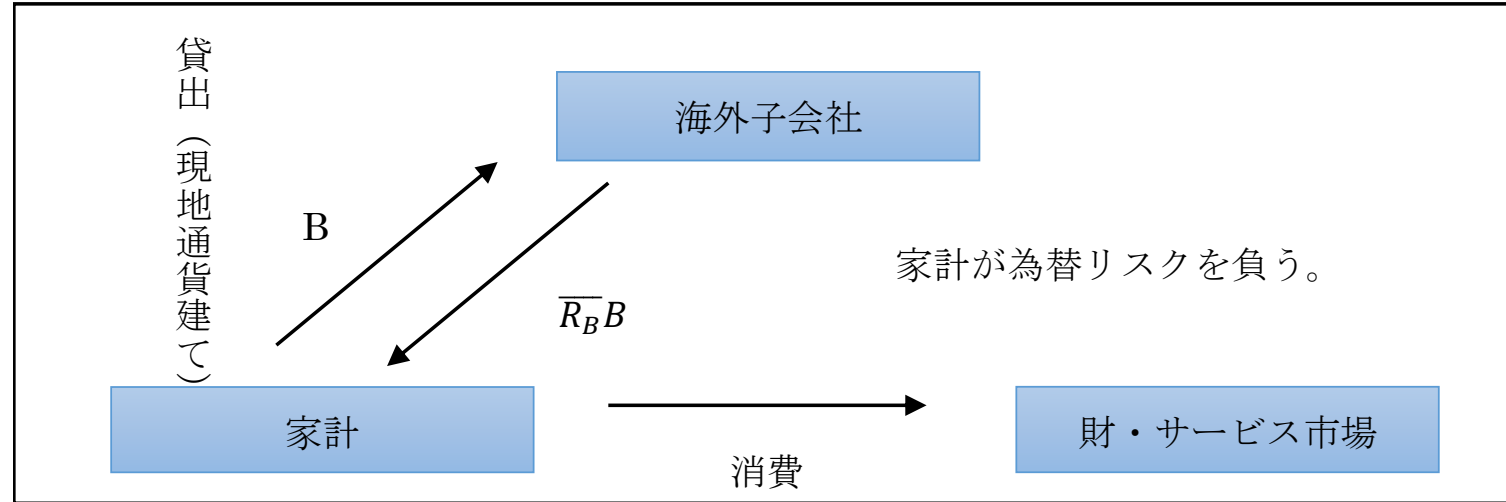 貸出（現地通貨建て）
海外子会社
B
家計が為替リスクを負う。
$\overline{R_B}B$
家計
財・サービス市場
消費